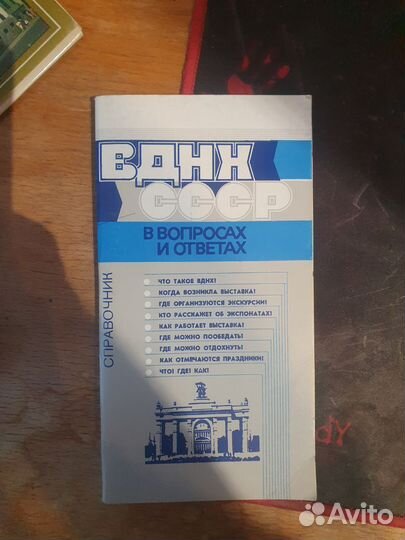 ВДНХ
СССР
В ВОПРОСАХ
И ОТВЕТАХ
СПРАВОЧНИК
ЧТО ТАКОЕ ВДНХ?
КОГДА ВОЗНИКЛА ВЫСТАВКА?
ГДЕ ОРГАНИЗУЮТСЯ ЭКСКУРСИИ?
КТО РАССКАЖЕТ ОБ ЭКСПОНАТАХ?
КАК РАБОТАЕТ ВЫСТАВКА?
ГДЕ МОЖНО ПООБЕДАТЬ?
ГДЕ МОЖНО ОТДОХНУТЬ?
КАК ОТМЕЧАЮТСЯ ПРАЗДНИКИ?
ЧТО? ГДЕ? КАК?
Avito